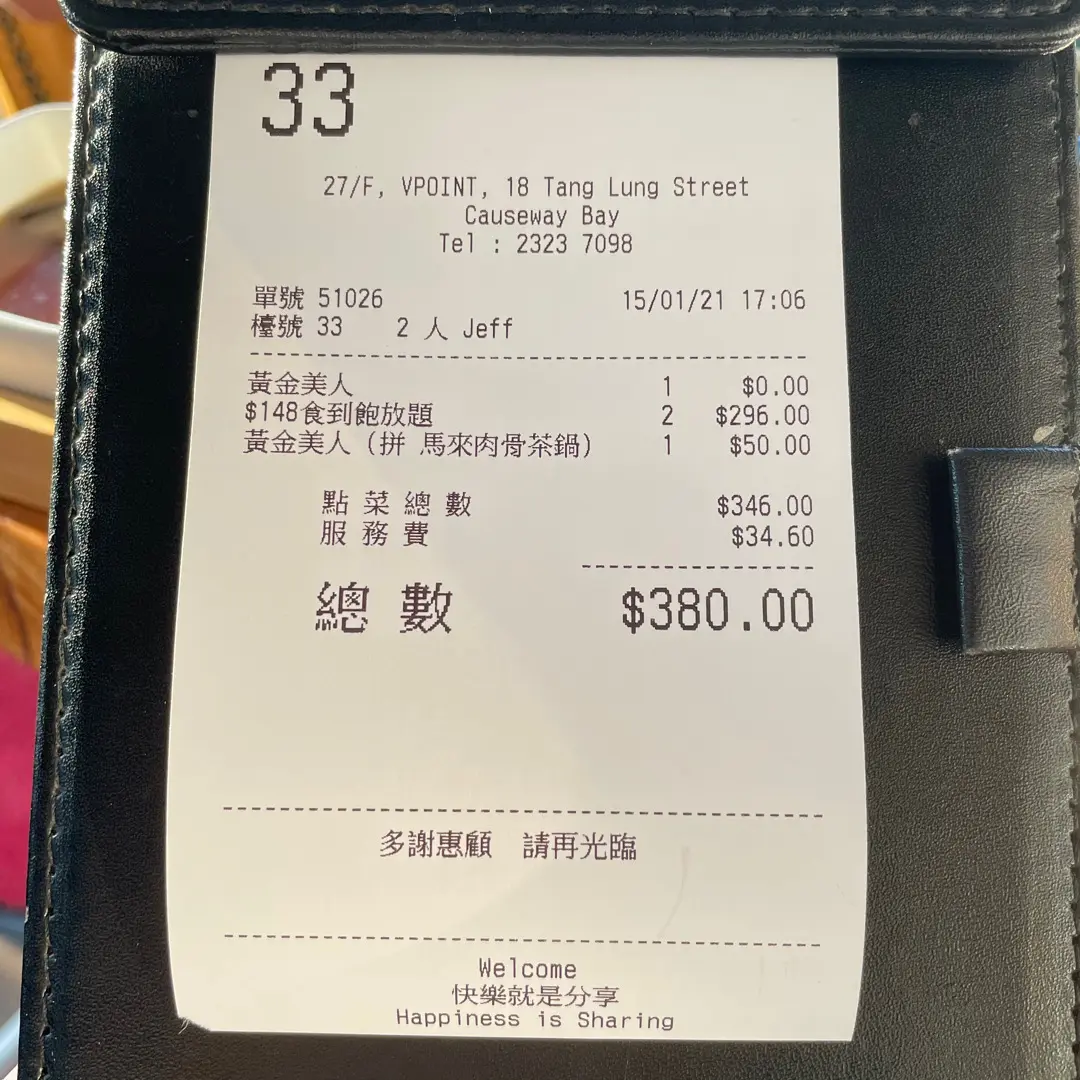 33
27/F, VPOINT, 18 Tang Lung Street
Causeway Bay
Tel : 2323 7098
單號 51026 15/01/21 17:06
檯號 33 2 人 Jeff
黃金美人 1 $0.00
$148食到飽放題 2 $296.00
黃金美人（拼 馬來肉骨茶鍋） 1 $50.00
點 菜 總 數 $346.00
服 務 費 $34.60
總 數 $380.00
多謝惠顧 請再光臨
Welcome
快樂就是分享
Happiness is Sharing